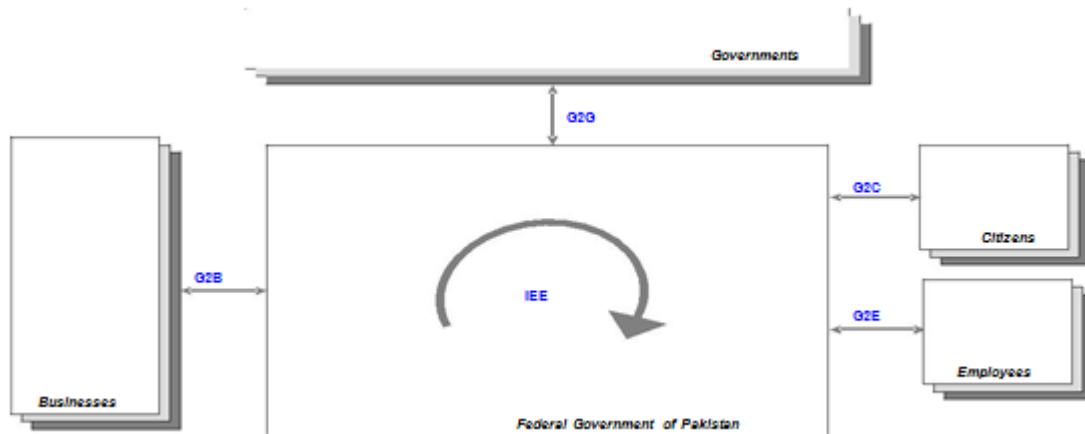 Governments
G2G
G2C
Citizens
G2B
IEE
G2E
Employees
Businesses
Federal Government of Pakistan